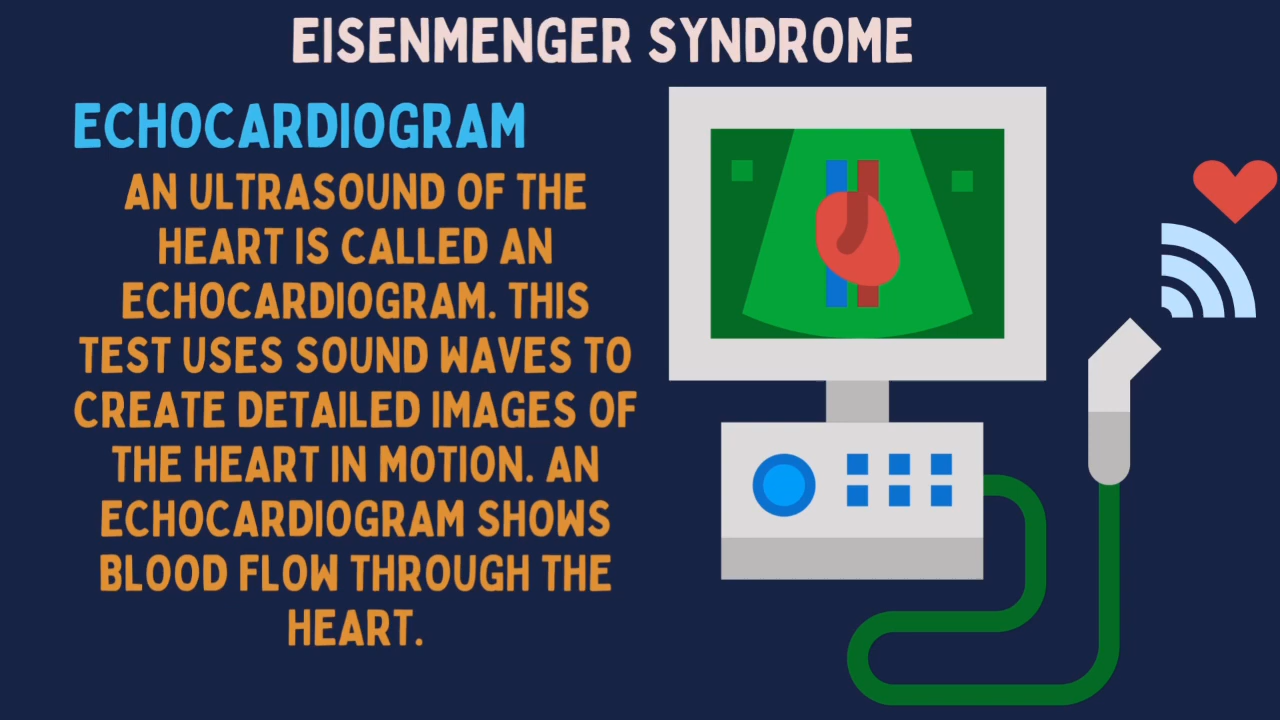 EISENMENGER SYNDROME
ECHOCARDIOGRAM
AN ULTRASOUND OF THE
HEART IS CALLED AN
ECHOCARDIOGRAM. THIS
TEST USES SOUND WAVES TO
CREATE DETAILED IMAGES OF
THE HEART IN MOTION. AN
ECHOCARDIOGRAM SHOWS
BLOOD FLOW THROUGH THE
HEART.